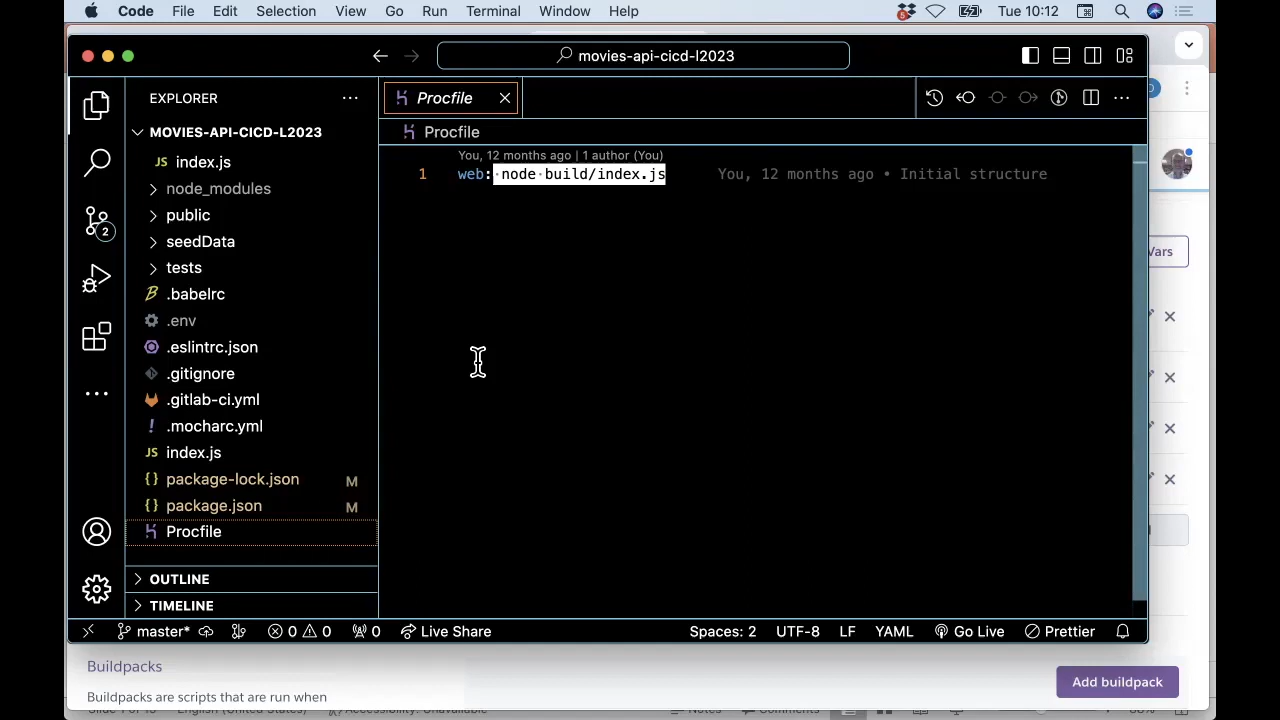 Code File Edit Selection View Go Run Terminal Window Help 5 Tue 10:12
movies-api-cicd-l2023
EXPLORER
Procfile
MOVIES-API-CICD-L2023
Procfile
You, 12 months ago | 1 author (You)
1 web: node build/index.js You, 12 months ago • Initial structure
JS index.js
node_modules
public
seedData
tests
.babelrc
.env
.eslintrc.json
.gitignore
.gitlab-ci.yml
! .mocharc.yml
JS index.js
{} package-lock.json M
{} package.json M
Procfile
2
OUTLINE
TIMELINE
master* 0 0 0 Live Share Spaces: 2 UTF-8 LF YAML Go Live Prettier
Vars
Buildpacks
Add buildpack
Buildpacks are scripts that are run when